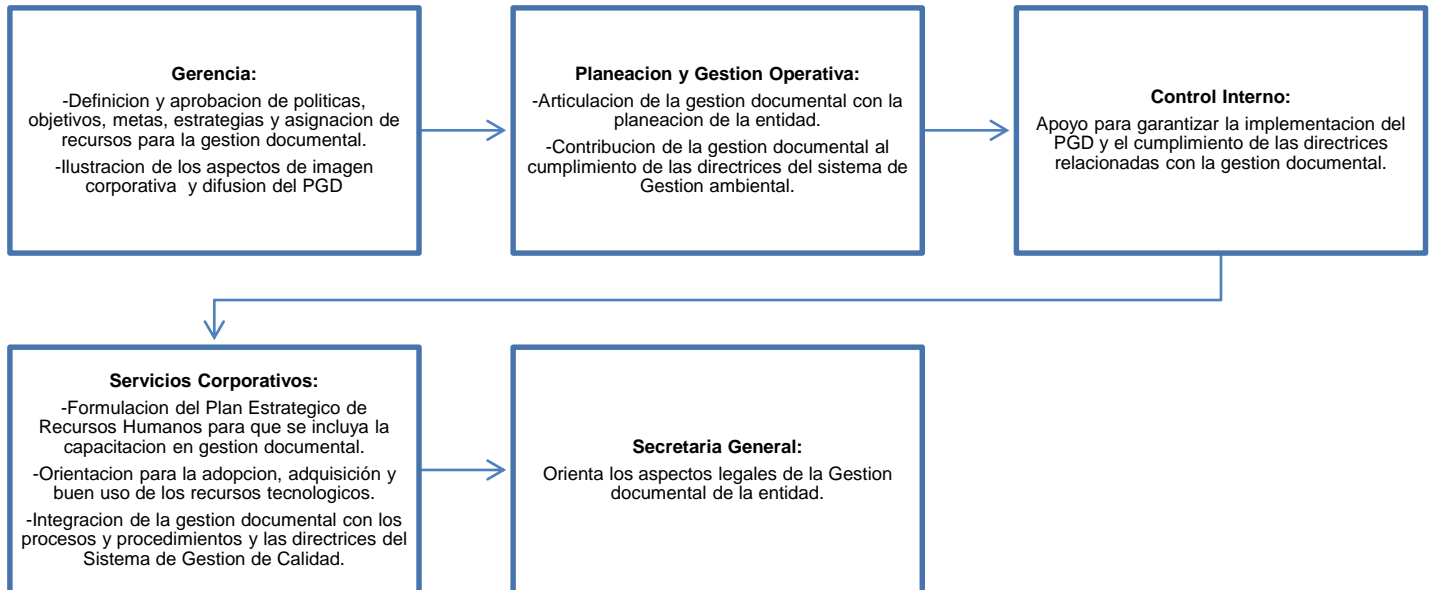 Gerencia:
-Definicion y aprobacion de politicas,
objetivos, metas, estrategias y asignacion de
recursos para la gestion documental.
-Ilustracion de los aspectos de imagen
corporativa y difusion del PGD
Planeacion y Gestion Operativa:
-Articulacion de la gestion documental con la
planeacion de la entidad.
-Contribucion de la gestion documental al
cumplimiento de las directrices del sistema de
Gestion ambiental.
Control Interno:
Apoyo para garantizar la implementacion del
PGD y el cumplimiento de las directrices
relacionadas con la gestion documental.
Servicios Corporativos:
-Formulacion del Plan Estrategico de
Recursos Humanos para que se incluya la
capacitacion en gestion documental.
-Orientacion para la adopcion, adquisición y
buen uso de los recursos tecnologicos.
-Integracion de la gestion documental con los
procesos y procedimientos y las directrices del
Sistema de Gestion de Calidad.
Secretaria General:
Orienta los aspectos legales de la Gestion
documental de la entidad.